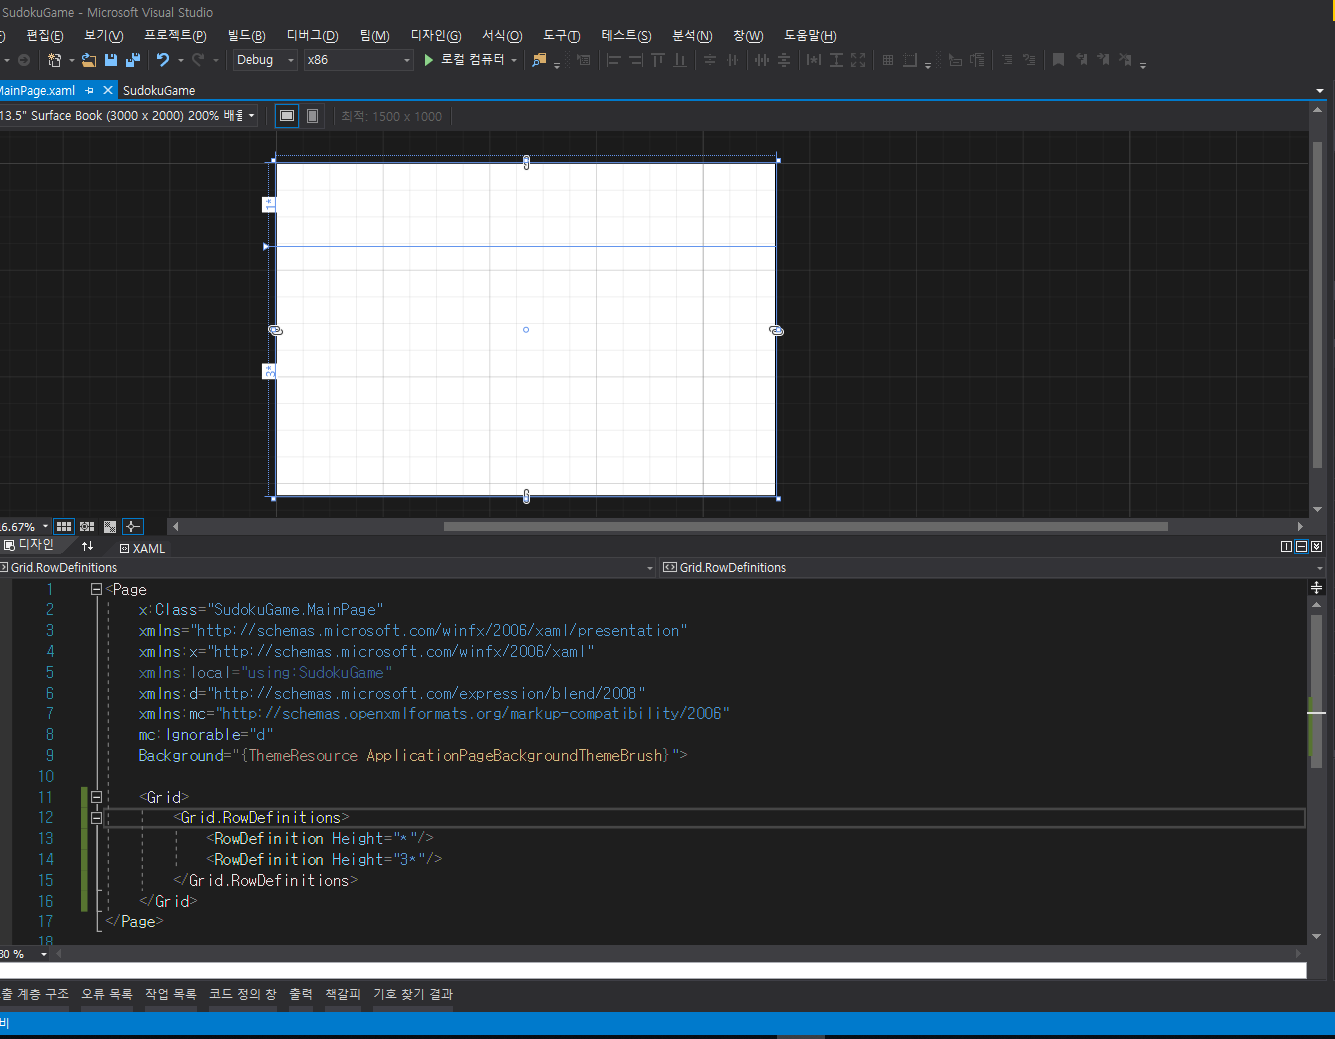 SudokuGame - Microsoft Visual Studio
편집(E) 보기(V) 프로젝트(P) 빌드(B) 디버그(D) 팀(M) 디자인(G) 서식(O) 도구(T) 테스트(S) 분석(N) 창(W) 도움말(H)
Debug x86 로컬 컴퓨터
MainPage.xaml SudokuGame
13.5" Surface Book (3000 x 2000) 200% 배율 최적: 1500 x 1000
1*
3*
16.67%
디자인 XAML
Grid.RowDefinitions Grid.RowDefinitions
1 <Page
2 x:Class="SudokuGame.MainPage"
3 xmlns="http://schemas.microsoft.com/winfx/2006/xaml/presentation"
4 xmlns:x="http://schemas.microsoft.com/winfx/2006/xaml"
5 xmlns:local="using:SudokuGame"
6 xmlns:d="http://schemas.microsoft.com/expression/blend/2008"
7 xmlns:mc="http://schemas.openxmlformats.org/markup-compatibility/2006"
8 mc:Ignorable="d"
9 Background="{ThemeResource ApplicationPageBackgroundThemeBrush}">
10
11 <Grid>
12 <Grid.RowDefinitions>
13 <RowDefinition Height="*"/>
14 <RowDefinition Height="3*"/>
15 </Grid.RowDefinitions>
16 </Grid>
17 </Page>
18
80 %
호출 계층 구조 오류 목록 작업 목록 코드 정의 창 출력 책갈피 기호 찾기 결과
비